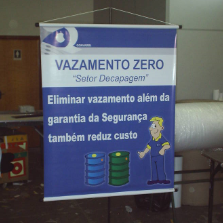 VAZAMENTO ZERO
"Setor Decapagem"
Eliminar vazamento além da
garantia da Segurança
também reduz custo